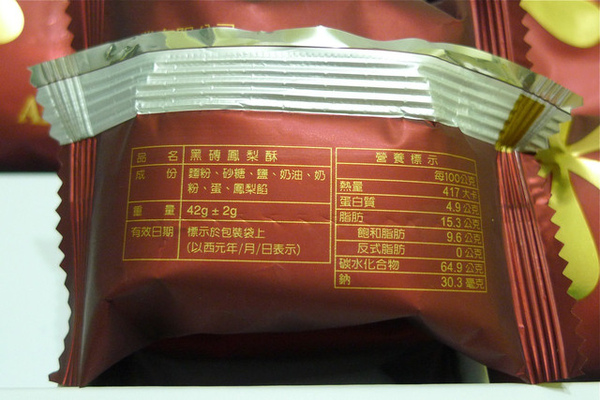 品名 黑磚鳳梨酥
成份 麵粉、砂糖、鹽、奶油、奶
粉、蛋、鳳梨餡
重量 42g±2g
有效日期 標示於包裝袋上
(以西元年/月/日表示)
營養標示
每100公克
熱量 417大卡
蛋白質 4.9公克
脂肪 15.3公克
飽和脂肪 9.6公克
反式脂肪 0公克
碳水化合物 64.9公克
鈉 30.3毫克